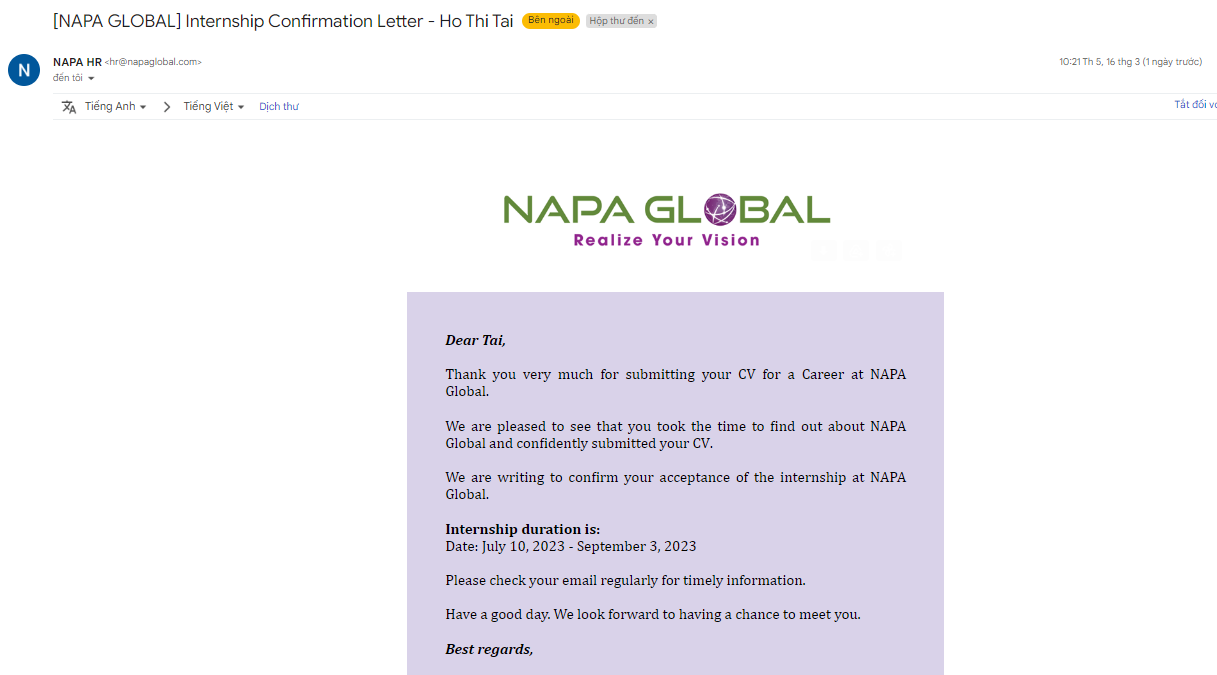 [NAPA GLOBAL] Internship Confirmation Letter - Ho Thi Tai Bên ngoài Hộp thư đến ×
N NAPA HR <hr@napaglobal.com> 10:21 Th 5, 16 thg 3 (1 ngày trước)
đến tôi
Tiếng Anh > Tiếng Việt Dịch thư Tắt đối
NAPA GLOBAL
Realize Your Vision
Dear Tai,
Thank you very much for submitting your CV for a Career at NAPA
Global.
We are pleased to see that you took the time to find out about NAPA
Global and confidently submitted your CV.
We are writing to confirm your acceptance of the internship at NAPA
Global.
Internship duration is:
Date: July 10, 2023 - September 3, 2023
Please check your email regularly for timely information.
Have a good day. We look forward to having a chance to meet you.
Best regards,